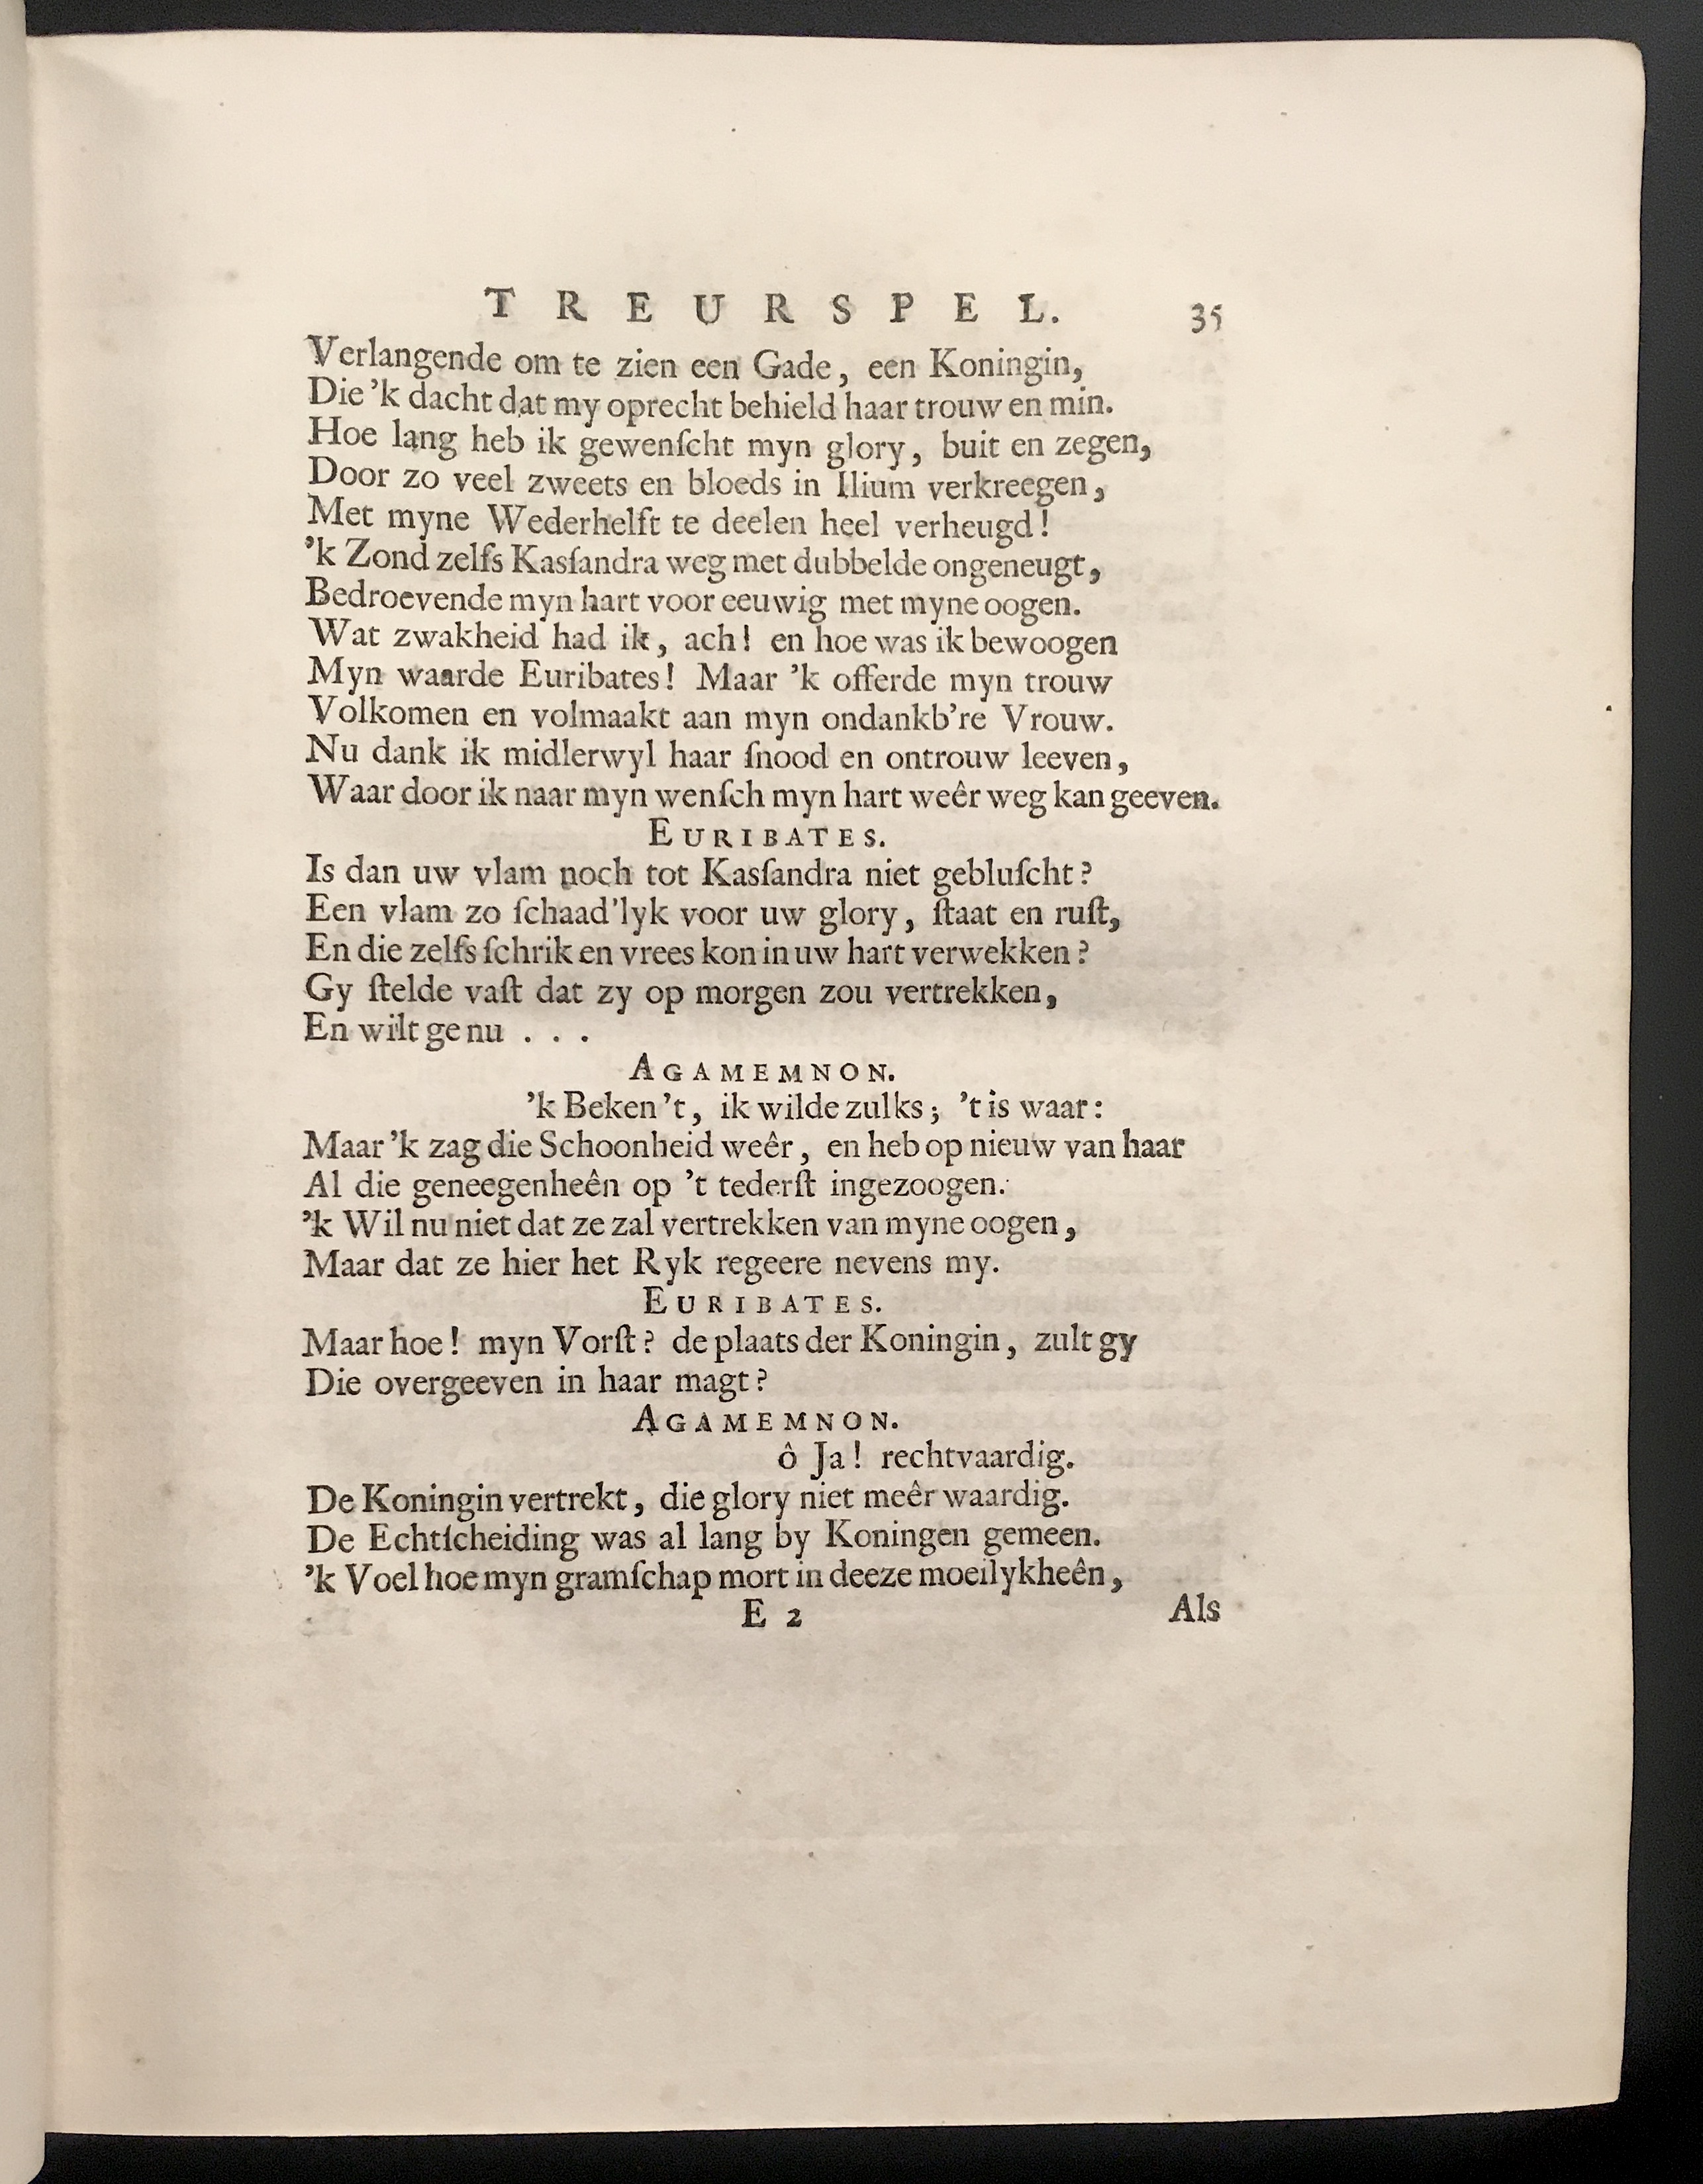 TREURSPEL. 35
Verlangende om te zien een Gade, een Koningin,
Die 'k dacht dat my oprecht behield haar trouw en min.
Hoe lang heb ik gewenſcht myn glory, buit en zegen,
Door zo veel zweets en bloeds in Ilium verkreegen,
Met myne Wederhelft te deelen heel verheugd!
'k Zond zelfs Kasſandra weg met dubbelde ongeneugt,
Bedroevende myn hart voor eeuwig met myne oogen.
Wat zwakheid had ik, ach! en hoe was ik bewoogen
Myn waarde Euribates! Maar 'k offerde myn trouw
Volkomen en volmaakt aan myn ondankb're Vrouw.
Nu dank ik midlerwyl haar ſnood en ontrouw leeven,
Waar door ik naar myn wenſch myn hart weêr weg kan geeven.
EURIBATES.
Is dan uw vlam noch tot Kasſandra niet gebluſcht?
Een vlam zo ſchaad'lyk voor uw glory, ſtaat en ruſt,
En die zelfs ſchrik en vrees kon in uw hart verwekken?
Gy ſtelde vaſt dat zy op morgen zou vertrekken,
En wilt ge nu . . .
AGAMEMNON.
'k Beken 't, ik wilde zulks; 't is waar:
Maar 'k zag die Schoonheid weêr, en heb op nieuw van haar
Al die geneegenheên op 't tederſt ingezoogen.
'k Wil nu niet dat ze zal vertrekken van myne oogen,
Maar dat ze hier het Ryk regeere nevens my.
EURIBATES.
Maar hoe! myn Vorſt? de plaats der Koningin, zult gy
Die overgeeven in haar magt?
AGAMEMNON.
ô Ja! rechtvaardig.
De Koningin vertrekt, die glory niet meêr waardig.
De Echtſcheiding was al lang by Koningen gemeen.
'k Voel hoe myn gramſchap mort in deeze moeilykheên,
E 2 Als